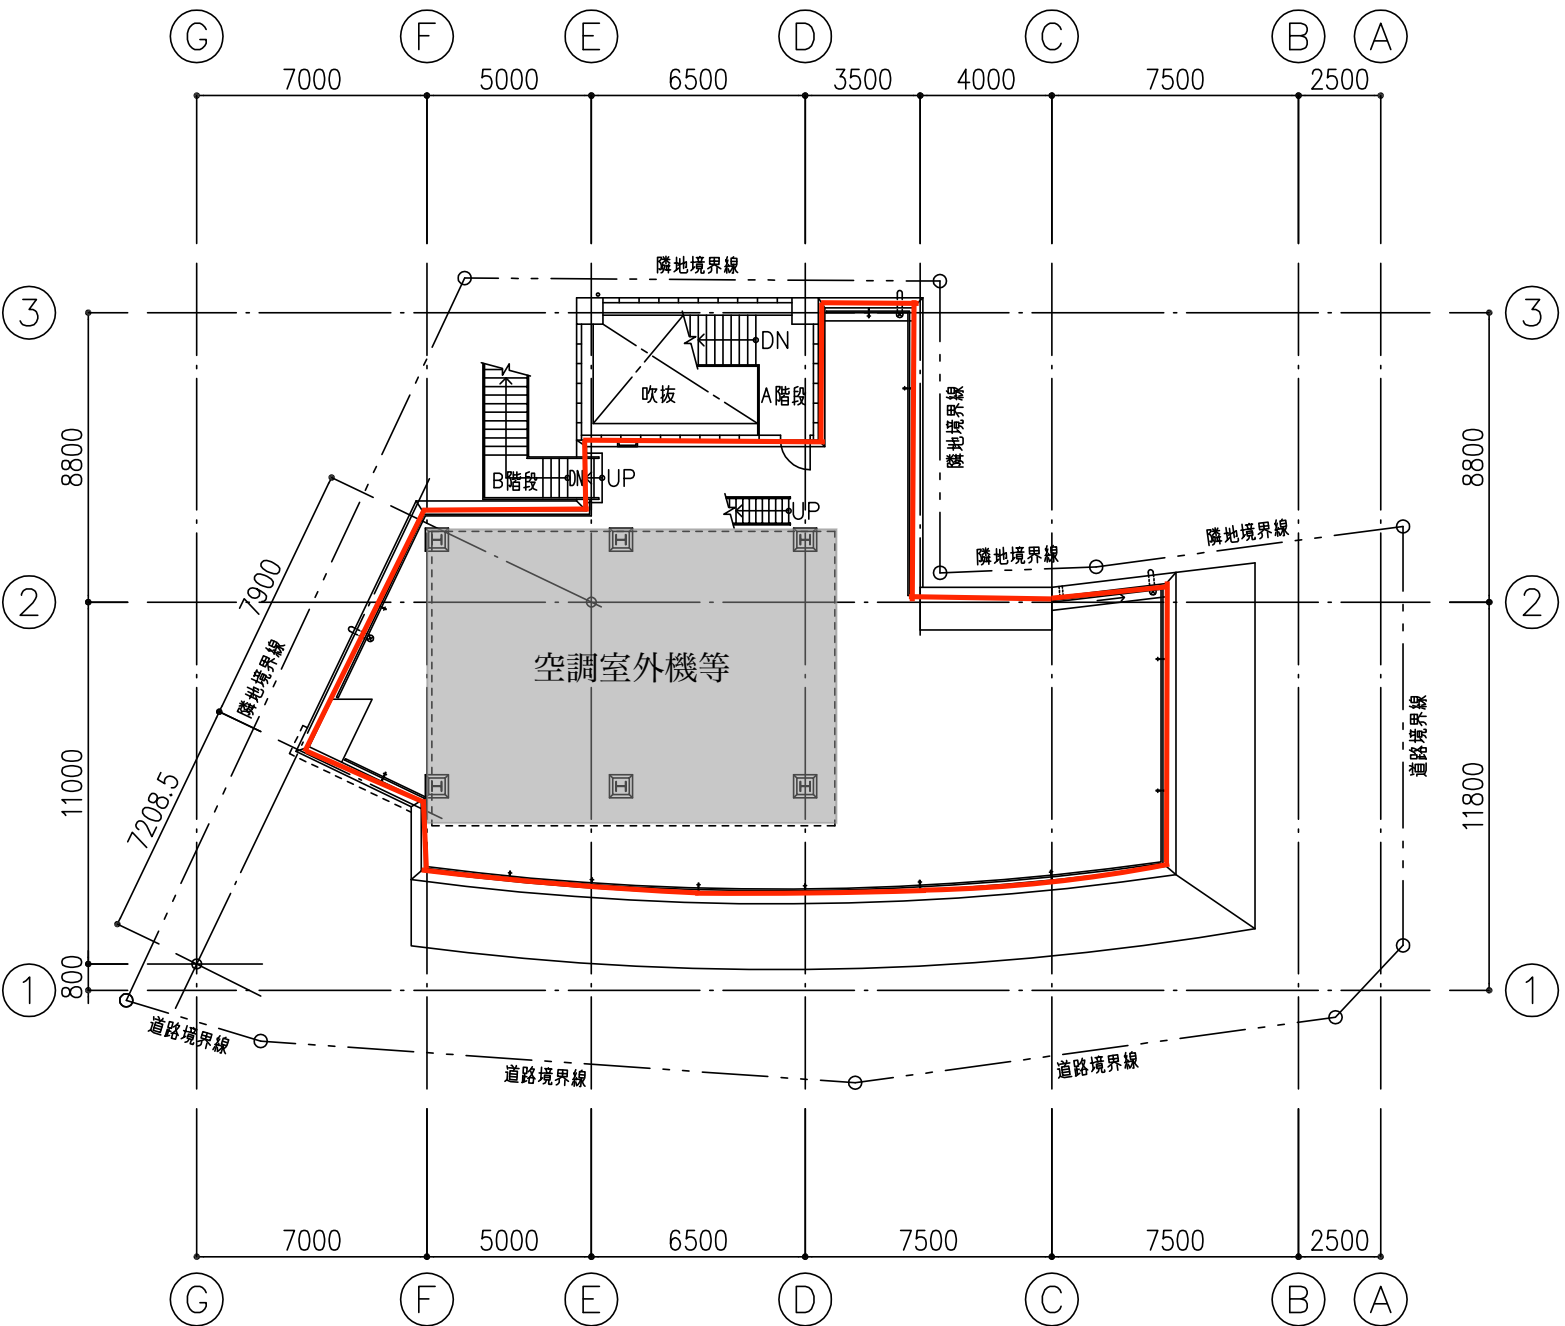 G F E D C B A
7000 5000 6500 3500 4000 7500 2500
隣地境界線
3 3
DN
吹抜 A階段
隣地境界線
8800 8800
B階段 DN UP
UP
隣地境界線 隣地境界線
7900
2 2
隣地境界線
空調室外機等
道路境界線
11000 11800
7208.5
800
1 1
道路境界線
道路境界線
道路境界線
7000 5000 6500 7500 7500 2500
G F E D C B A